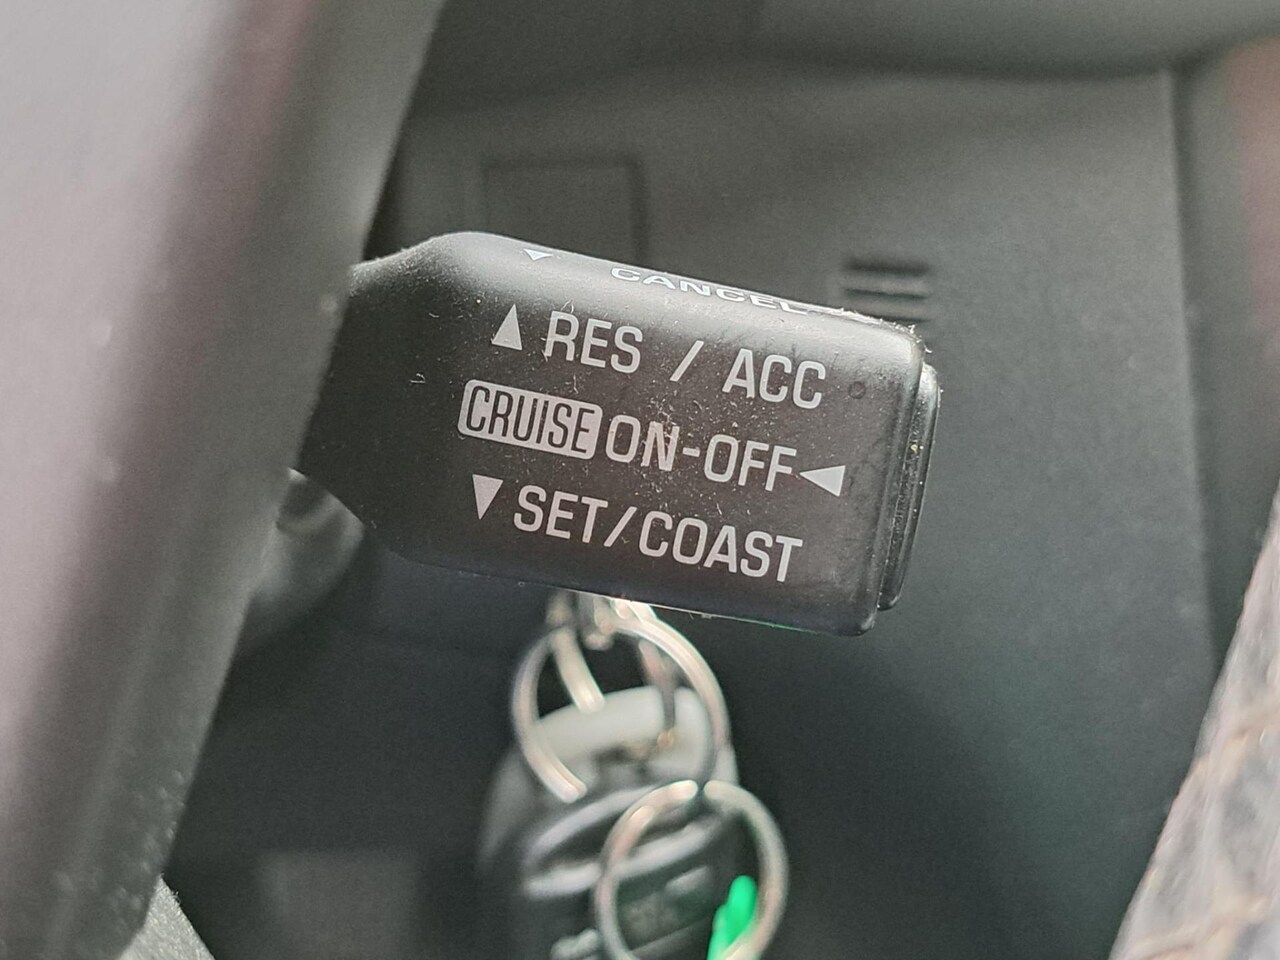 CANCEL
RES / ACC
CRUISE ON-OFF
SET/COAST